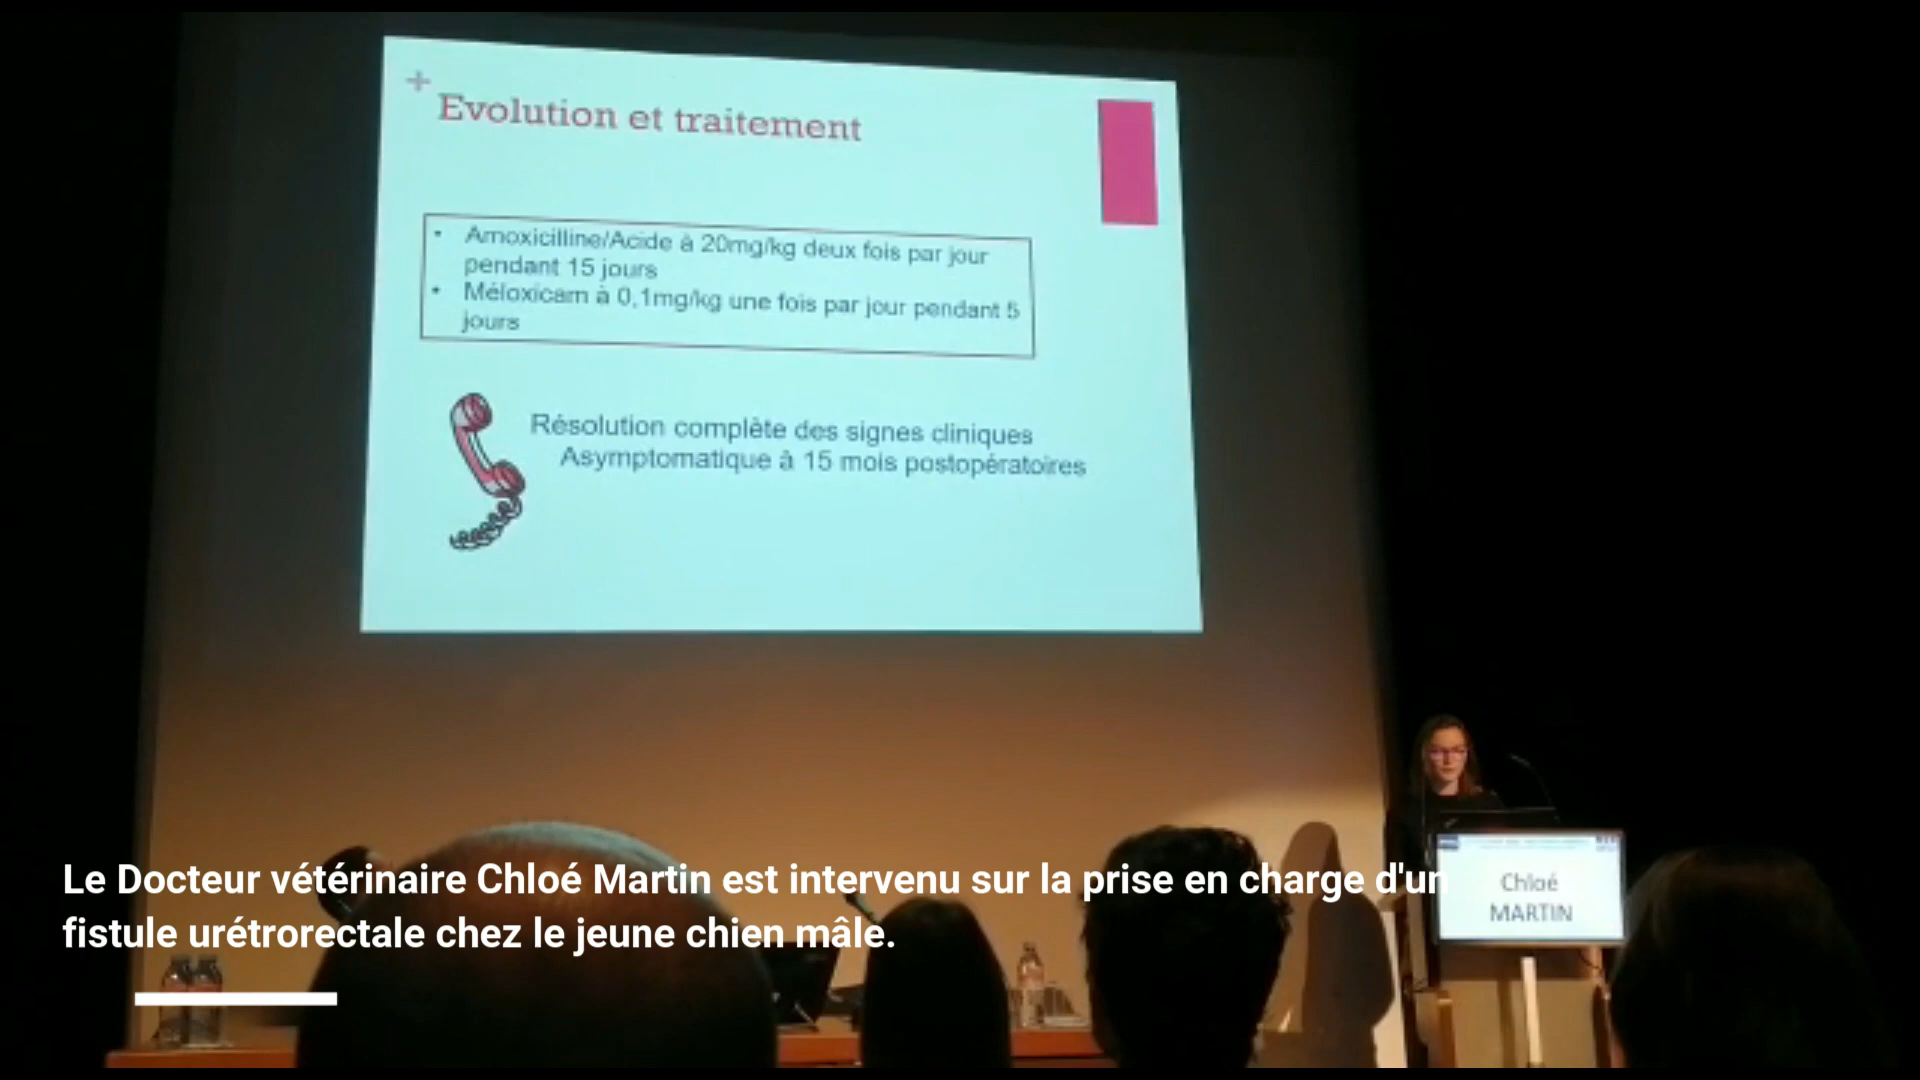 +
Evolution et traitement
• Amoxicilline/Acide à 20mg/kg deux fois par jour
pendant 15 jours
• Méloxicam à 0,1mg/kg une fois par jour pendant 5
jours
Résolution complète des signes cliniques
Asymptomatique à 15 mois postopératoires
Le Docteur vétérinaire Chloé Martin est intervenu sur la prise en charge d'un
fistule urétrorectale chez le jeune chien mâle.
Chloé
MARTIN